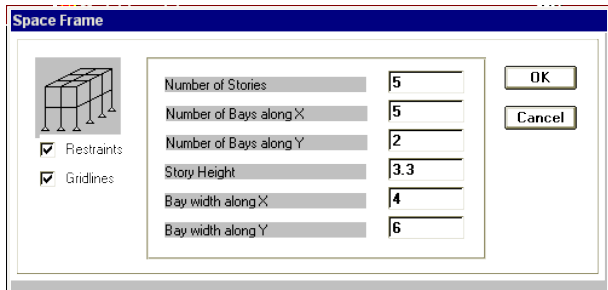 Space Frame
Number of Stories 5
Number of Bays along X 5
Number of Bays along Y 2
Story Height 3.3
Bay width along X 4
Bay width along Y 6
Restraints
Gridlines
OK
Cancel